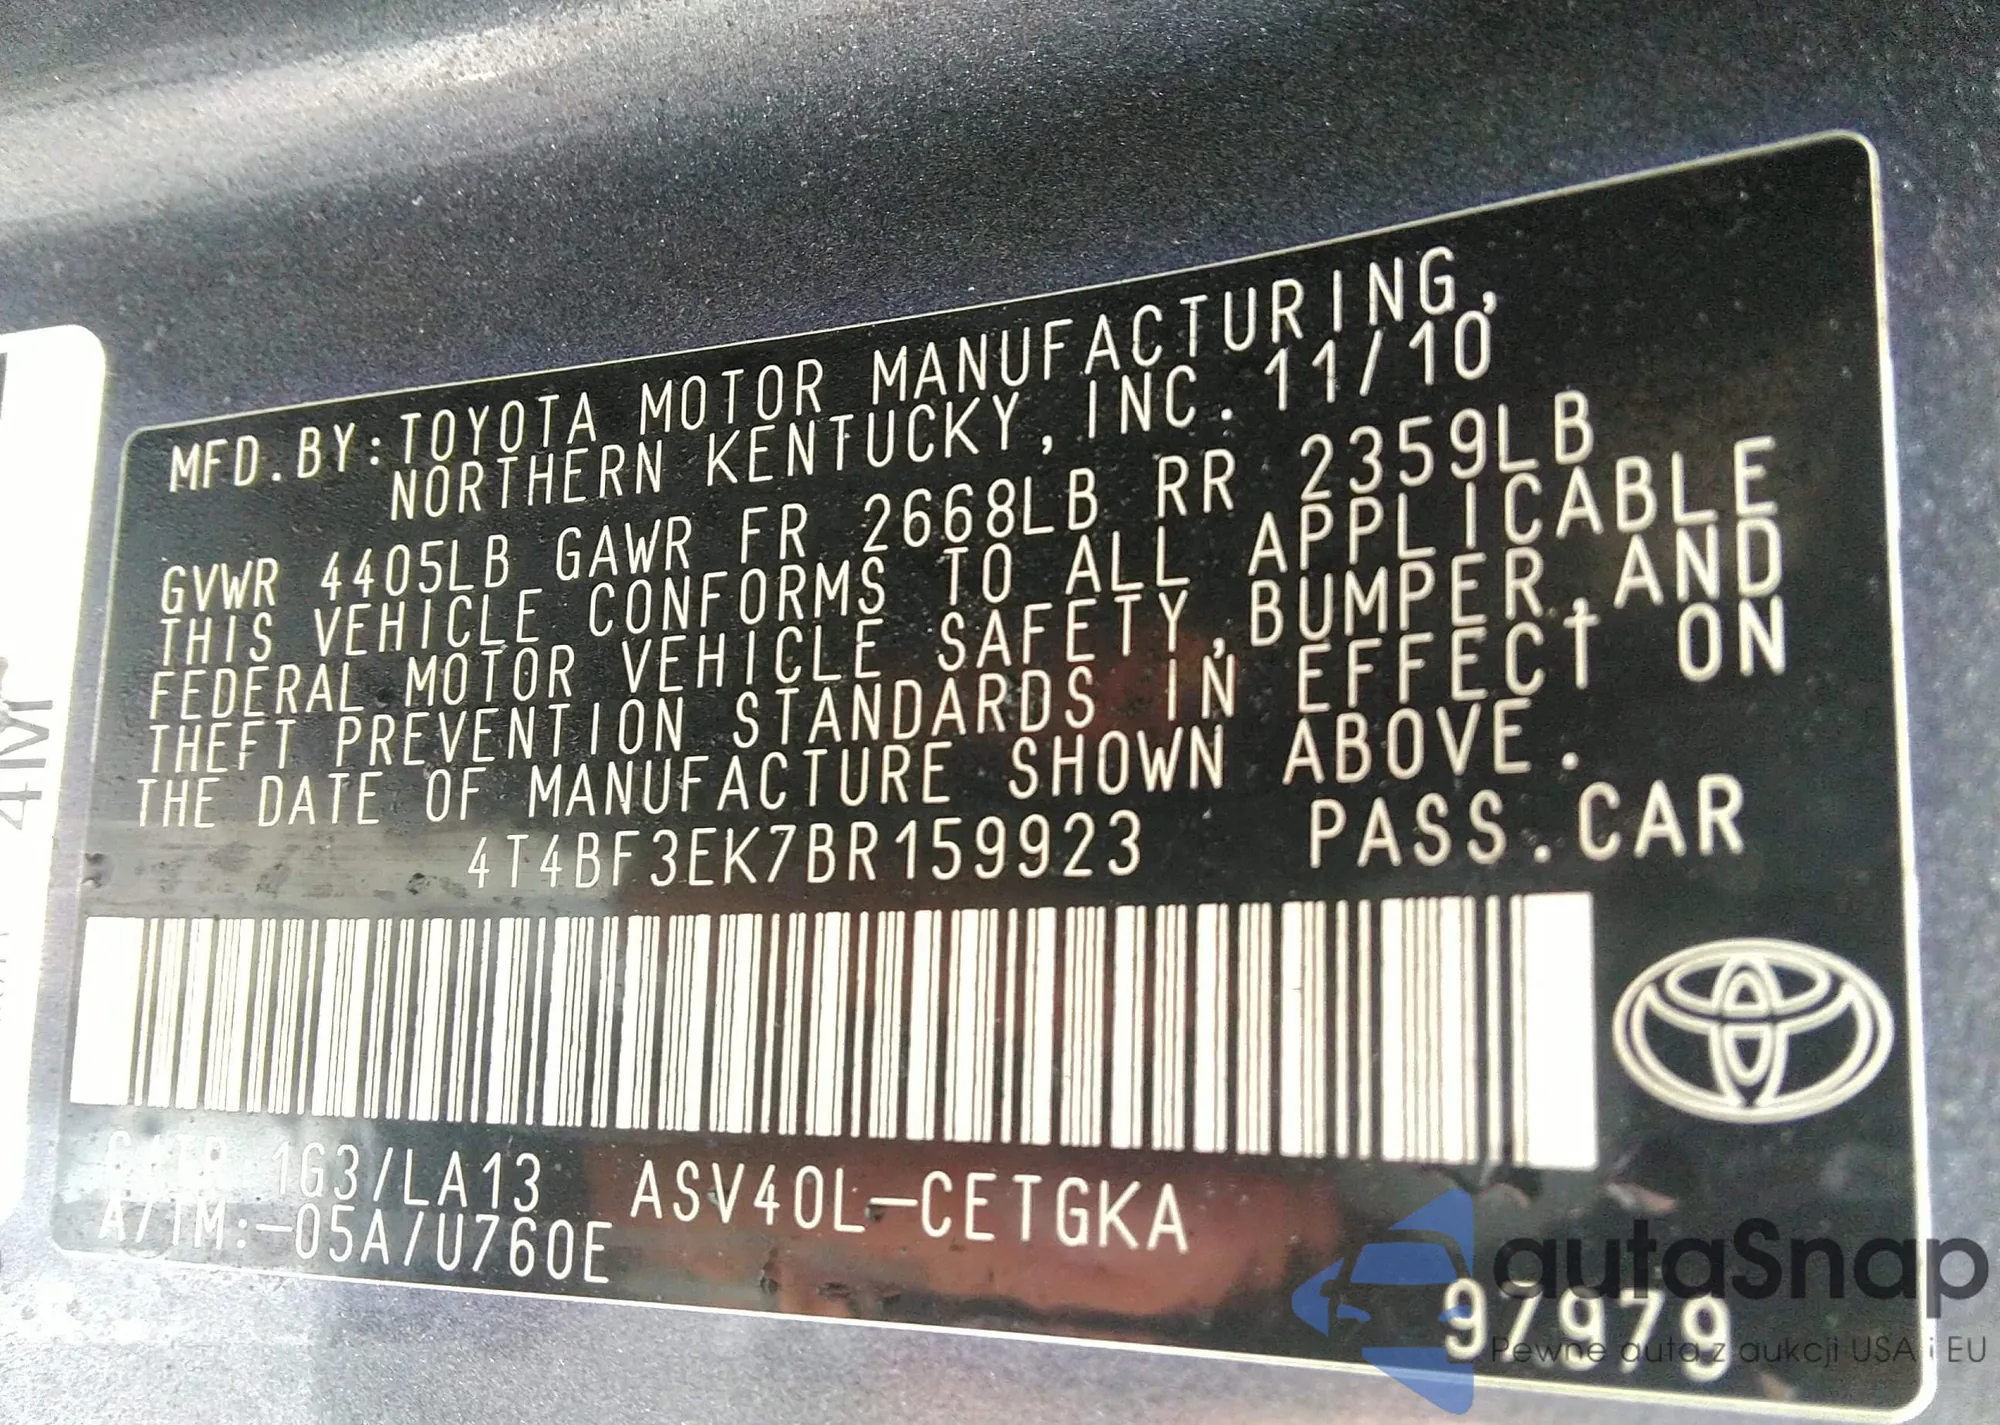 MFD.BY:TOYOTA MOTOR MANUFACTURING,
NORTHERN KENTUCKY, INC. 11/10
GVWR 4405LB GAWR FR 2668LB RR 2359LB
THIS VEHICLE CONFORMS TO ALL APPLICABLE
FEDERAL MOTOR VEHICLE SAFETY,BUMPER,AND
THEFT PREVENTION STANDARDS IN EFFECT ON
THE DATE OF MANUFACTURE SHOWN ABOVE.
4T4BF3EK7BR159923 PASS.CAR
C/TR 1G3/LA13 ASV40L-CETGKA
A/TM:-05A/U760E
97979
autaSnap
Pewne auta z aukcji USA i EU